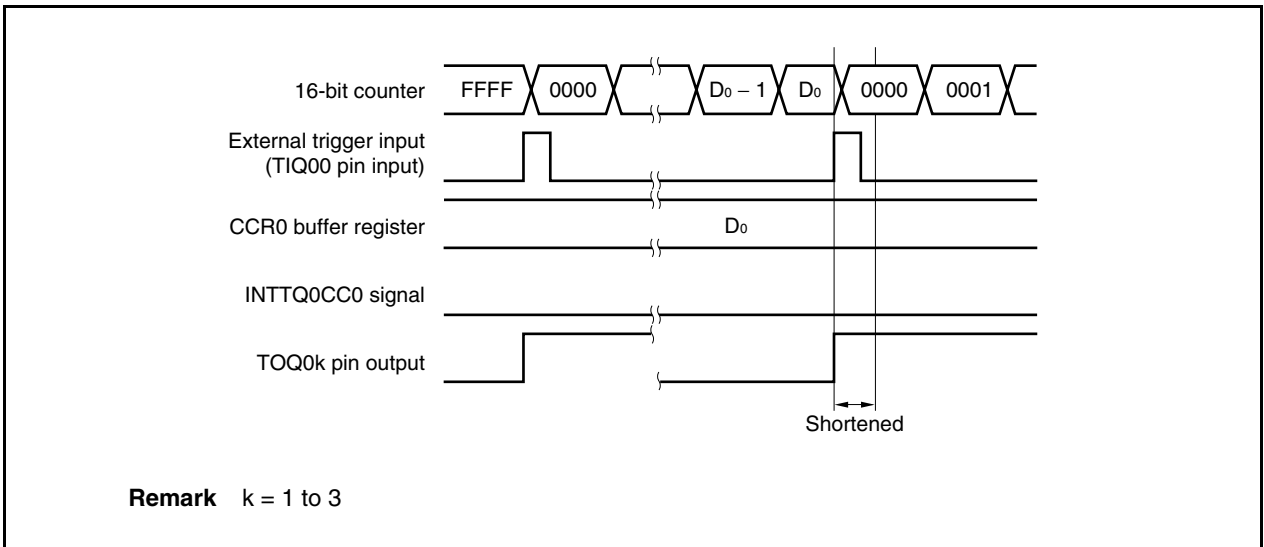 16-bit counter FFFF 0000 D₀ − 1 D₀ 0000 0001
External trigger input
(TIQ00 pin input)
CCR0 buffer register D₀
INTTQ0CC0 signal
TOQ0k pin output
Shortened
Remark k = 1 to 3